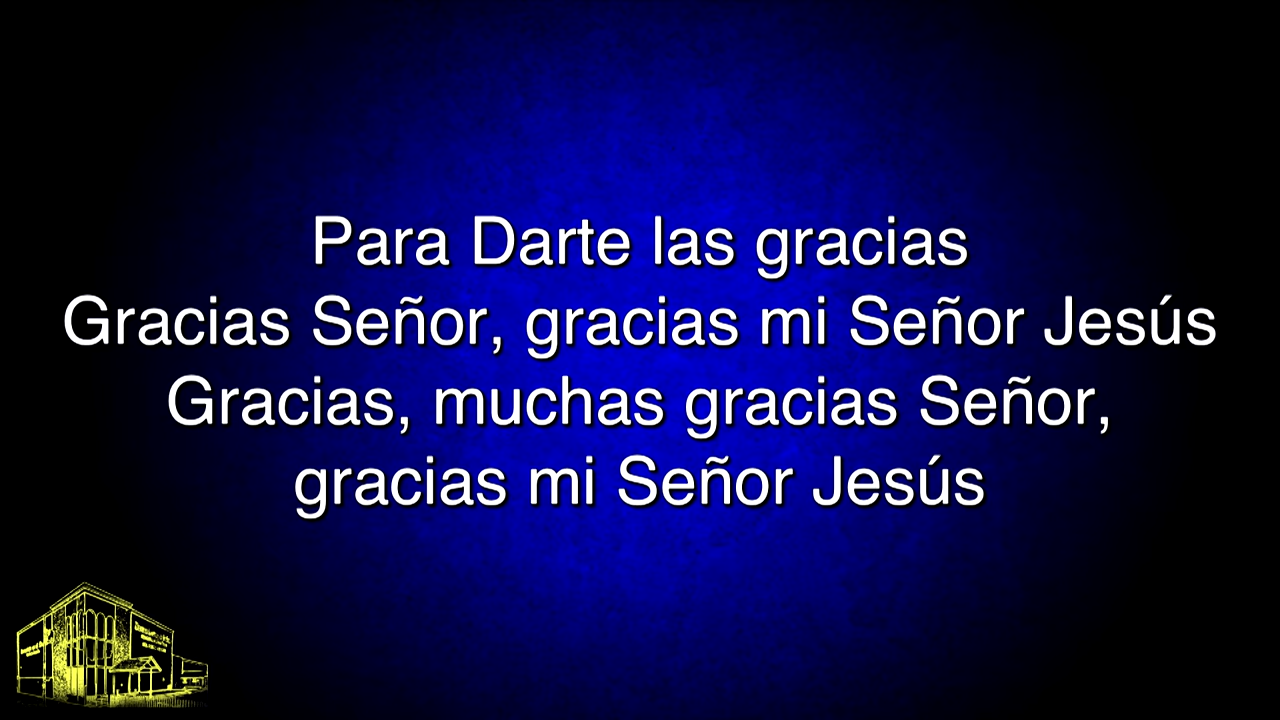 Para Darte las gracias
Gracias Señor, gracias mi Señor Jesús
Gracias, muchas gracias Señor,
gracias mi Señor Jesús